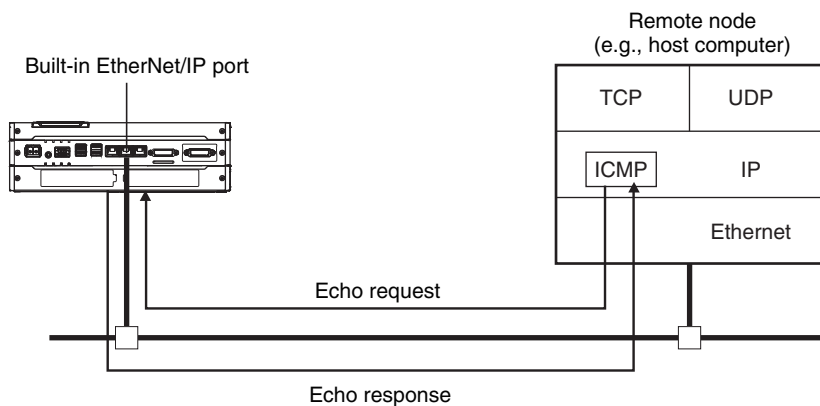 Remote node
(e.g., host computer)
Built-in EtherNet/IP port
TCP
UDP
ICMP
IP
Ethernet
Echo request
Echo response